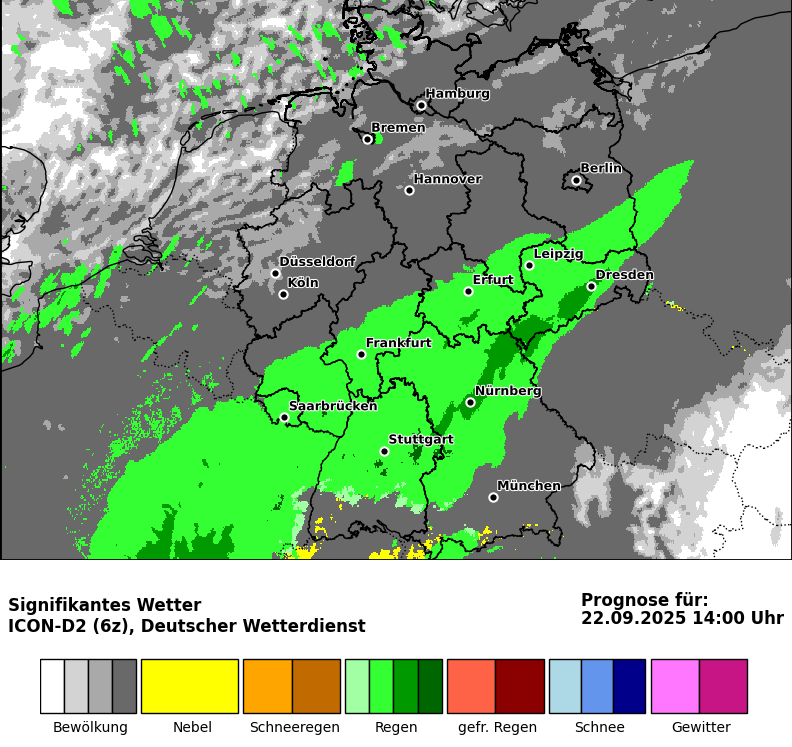 Hamburg
Bremen
Berlin
Hannover
Düsseldorf
Leipzig
Köln
Erfurt
Dresden
Frankfurt
Nürnberg
Saarbrücken
Stuttgart
München
Signifikantes Wetter
ICON-D2 (6z), Deutscher Wetterdienst
Prognose für:
22.09.2025 14:00 Uhr
Bewölkung
Nebel
Schneeregen
Regen
gefr. Regen
Schnee
Gewitter